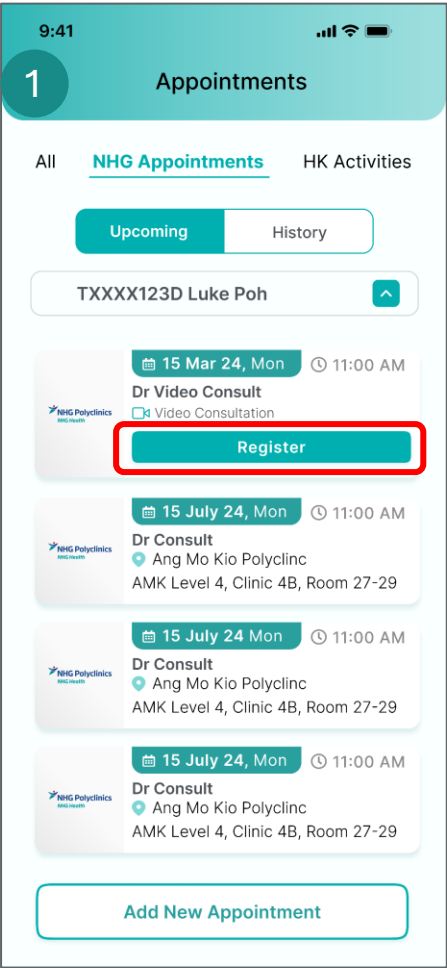 9:41
1
Appointments
All NHG Appointments HK Activities
Upcoming History
TXXXX123D Luke Poh
15 Mar 24, Mon 11:00 AM
Dr Video Consult
Video Consultation
NHG Polyclinics
NHG Health
Register
15 July 24, Mon 11:00 AM
Dr Consult
NHG Polyclinics
NHG Health
Ang Mo Kio Polyclinc
AMK Level 4, Clinic 4B, Room 27-29
15 July 24 Mon 11:00 AM
Dr Consult
NHG Polyclinics
NHG Health
Ang Mo Kio Polyclinc
AMK Level 4, Clinic 4B, Room 27-29
15 July 24, Mon 11:00 AM
Dr Consult
NHG Polyclinics
NHG Health
Ang Mo Kio Polyclinc
AMK Level 4, Clinic 4B, Room 27-29
Add New Appointment